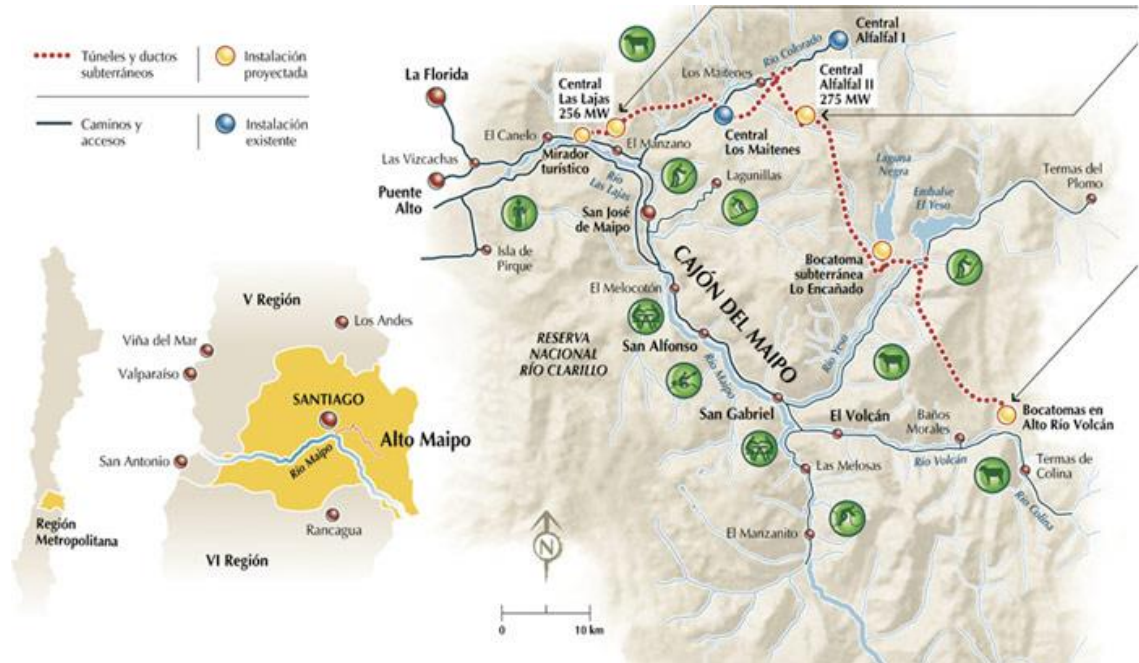 Túneles y ductos
subterráneos
Instalación
proyectada
Caminos y
accesos
Instalación
existente
La Florida
Central
Las Lajas
256 MW
Los Maitenes
Río Colorado
Central
Alfalfal I
Central
Alfalfal II
275 MW
El Canelo
El Manzano
Central
Los Maitenes
Las Vizcachas
Mirador
turístico
Río
Las Lajas
Lagunillas
Laguna
Negra
Embalse
El Yeso
Termas del
Plomo
Puente
Alto
San José
de Maipo
Isla de
Pirque
CAJÓN DEL MAIPO
Bocatoma
subterránea
Lo Encañado
El Melocotón
RESERVA
NACIONAL
RÍO CLARILLO
San Alfonso
Río Maipo
Río Yeso
San Gabriel
El Volcán
Baños
Morales
Bocatomas en
Alto Río Volcán
Río Volcán
Las Melosas
Termas de
Colina
Río Colina
El Manzanito
N
0
10 km
V Región
Los Andes
Viña del Mar
Valparaíso
SANTIAGO
Alto Maipo
San Antonio
Río Maipo
Región
Metropolitana
Rancagua
VI Región